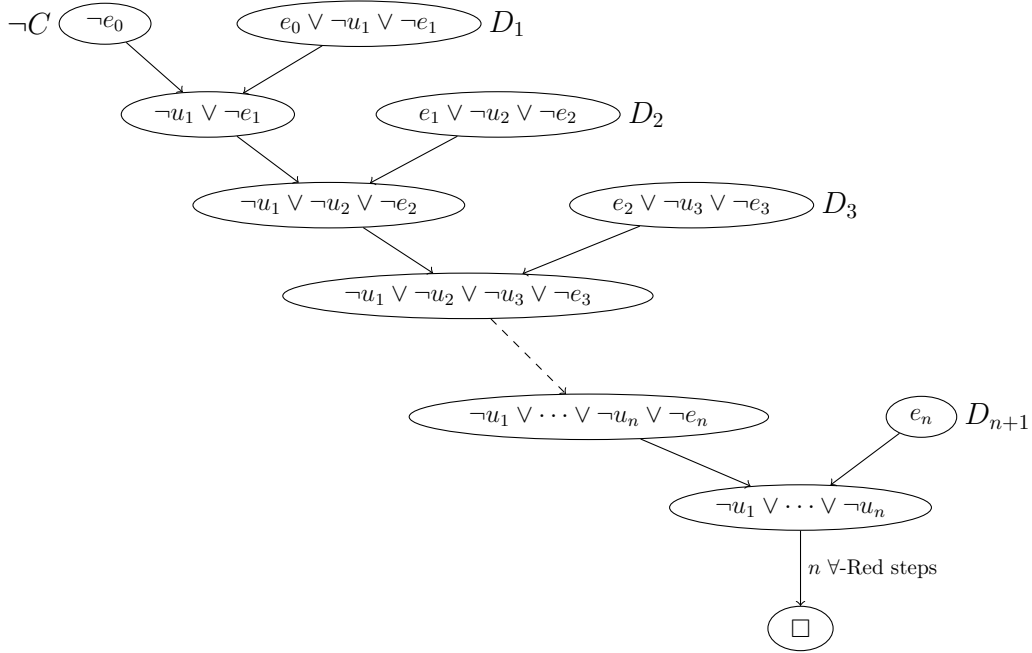 ¬C ¬e₀ e₀ ∨ ¬u₁ ∨ ¬e₁ D₁
¬u₁ ∨ ¬e₁ e₁ ∨ ¬u₂ ∨ ¬e₂ D₂
¬u₁ ∨ ¬u₂ ∨ ¬e₂ e₂ ∨ ¬u₃ ∨ ¬e₃ D₃
¬u₁ ∨ ¬u₂ ∨ ¬u₃ ∨ ¬e₃
¬u₁ ∨ ⋯ ∨ ¬uₙ ∨ ¬eₙ eₙ Dₙ₊₁
¬u₁ ∨ ⋯ ∨ ¬uₙ
n ∀-Red steps
□